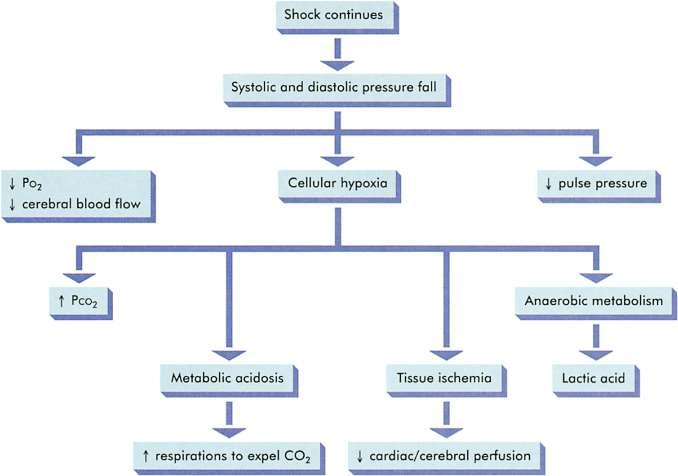 Shock continues
Systolic and diastolic pressure fall
↓ PO₂
↓ cerebral blood flow
Cellular hypoxia
↓ pulse pressure
↑ PCO₂
Anaerobic metabolism
Metabolic acidosis
Tissue ischemia
Lactic acid
↑ respirations to expel CO₂
↓ cardiac/cerebral perfusion